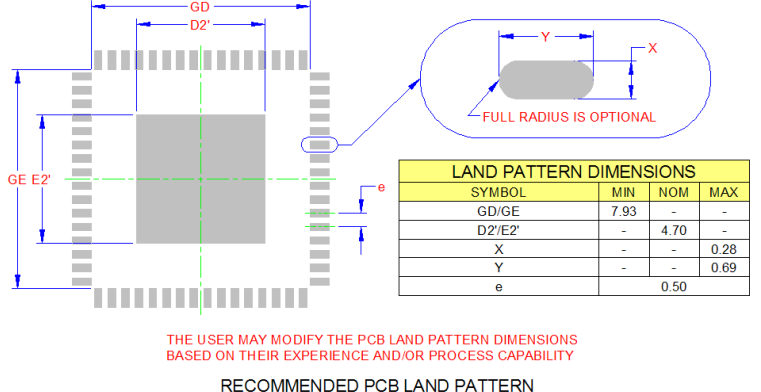 GD
D2'
GE E2'
e
Y
X
FULL RADIUS IS OPTIONAL
LAND PATTERN DIMENSIONS
SYMBOL MIN NOM MAX
GD/GE 7.93 - -
D2'/E2' - 4.70 -
X - - 0.28
Y - - 0.69
e 0.50
THE USER MAY MODIFY THE PCB LAND PATTERN DIMENSIONS
BASED ON THEIR EXPERIENCE AND/OR PROCESS CAPABILITY
RECOMMENDED PCB LAND PATTERN